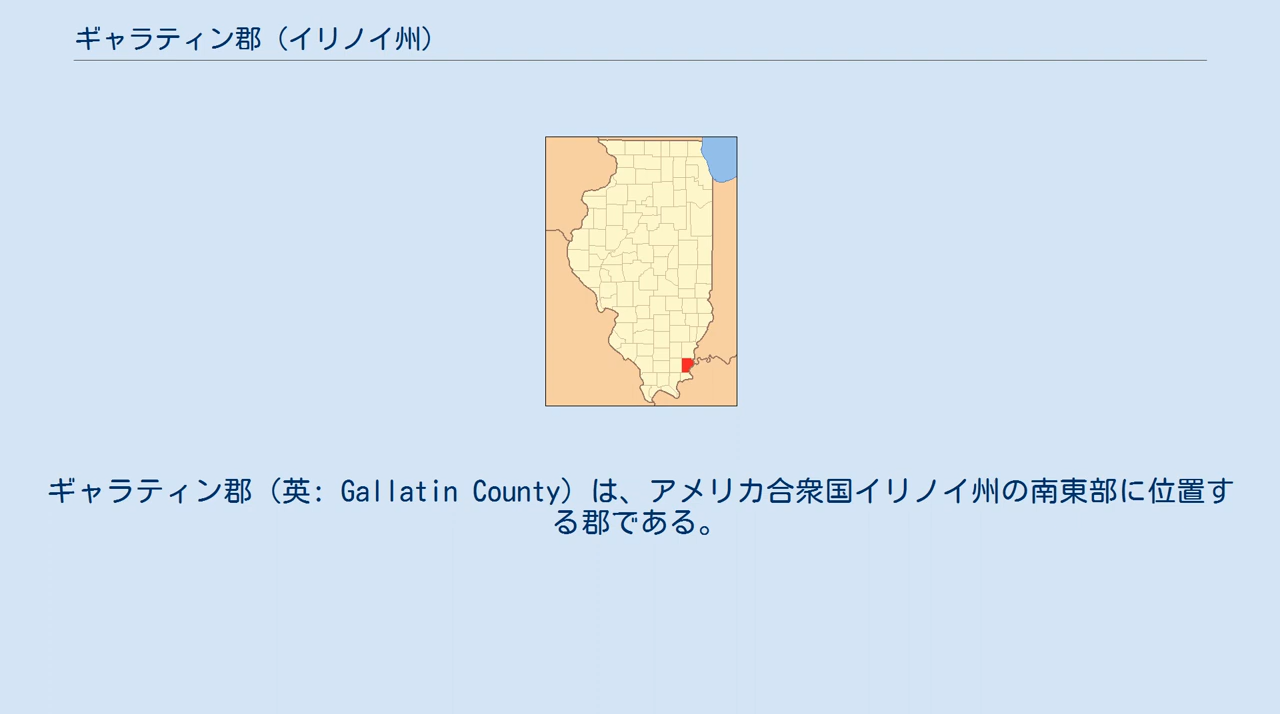 ギャラティン郡（イリノイ州）
ギャラティン郡（英: Gallatin County）は、アメリカ合衆国イリノイ州の南東部に位置す
る郡である。